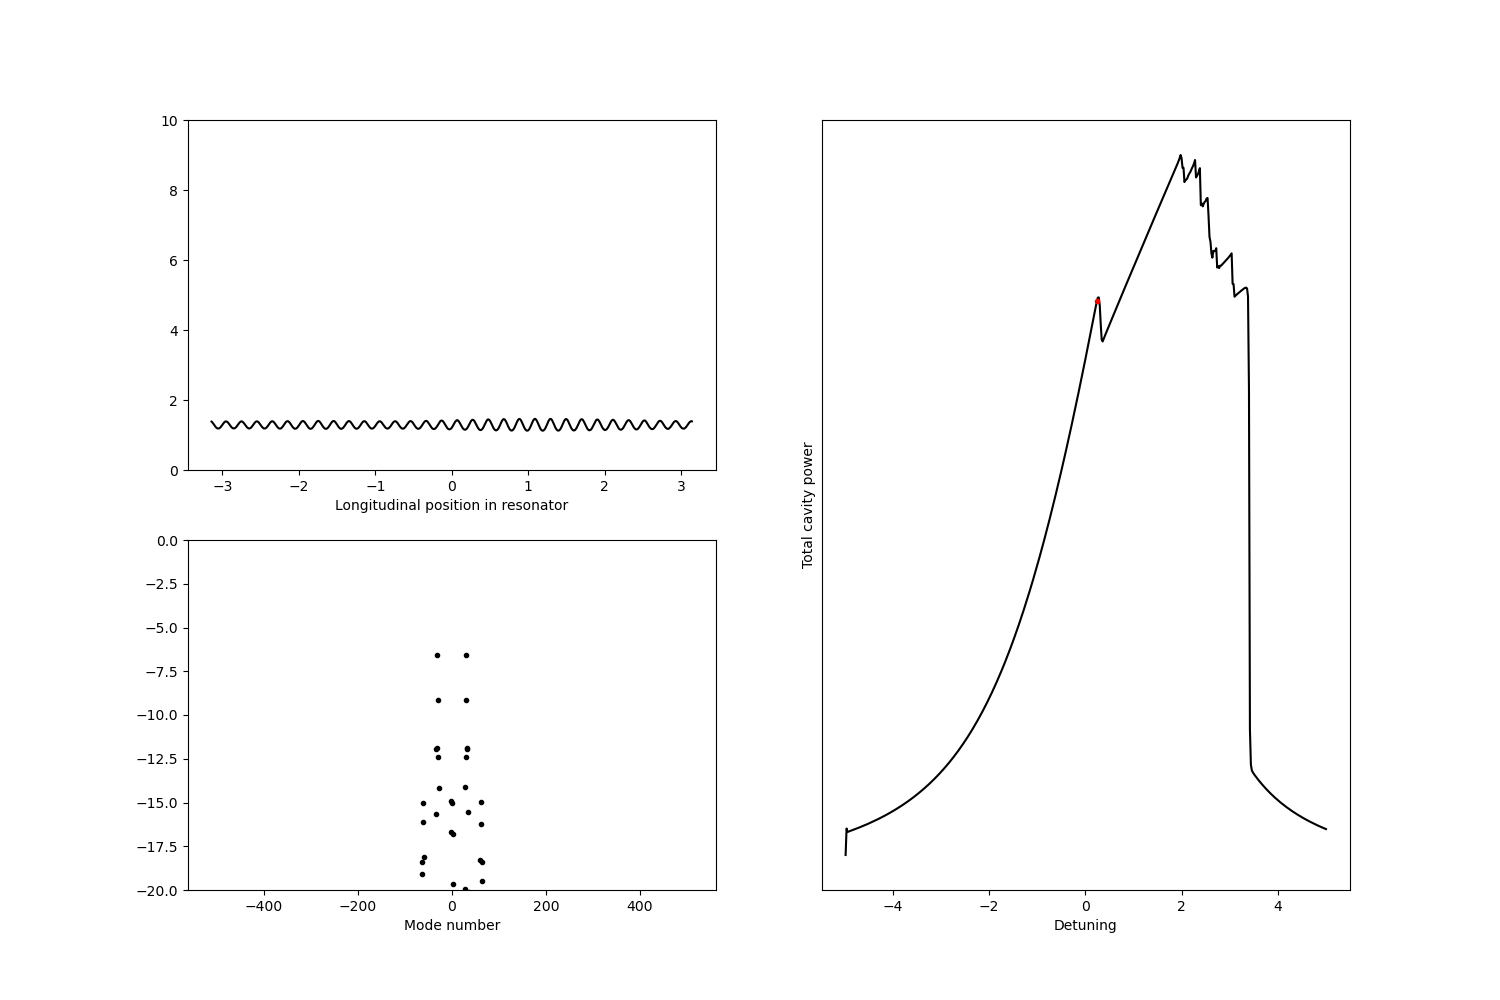 10
8
6
4
2
0
−3 −2 −1 0 1 2 3
Longitudinal position in resonator
0.0
−2.5
−5.0
−7.5
−10.0
−12.5
−15.0
−17.5
−20.0
−400 −200 0 200 400
Mode number
Total cavity power
−4 −2 0 2 4
Detuning